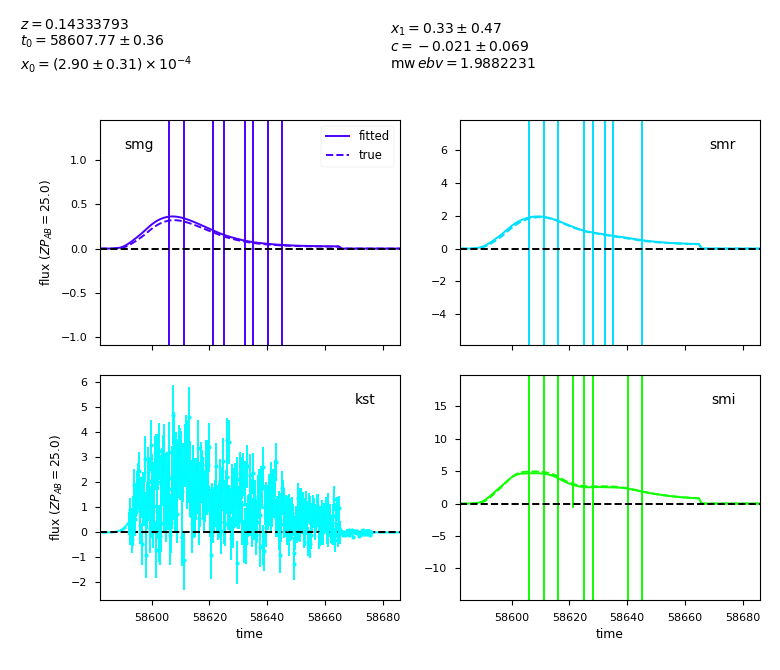 z = 0.14333793
t₀ = 58607.77 ± 0.36
x₀ = (2.90 ± 0.31) × 10⁻⁴
x₁ = 0.33 ± 0.47
c = −0.021 ± 0.069
mw ebv = 1.9882231
smg
fitted
true
1.0
0.5
0.0
−0.5
−1.0
flux (ZP_AB = 25.0)
smr
6
4
2
0
−2
−4
kst
6
5
4
3
2
1
0
−1
−2
flux (ZP_AB = 25.0)
58600 58620 58640 58660 58680
time
smi
15
10
5
0
−5
−10
58600 58620 58640 58660 58680
time